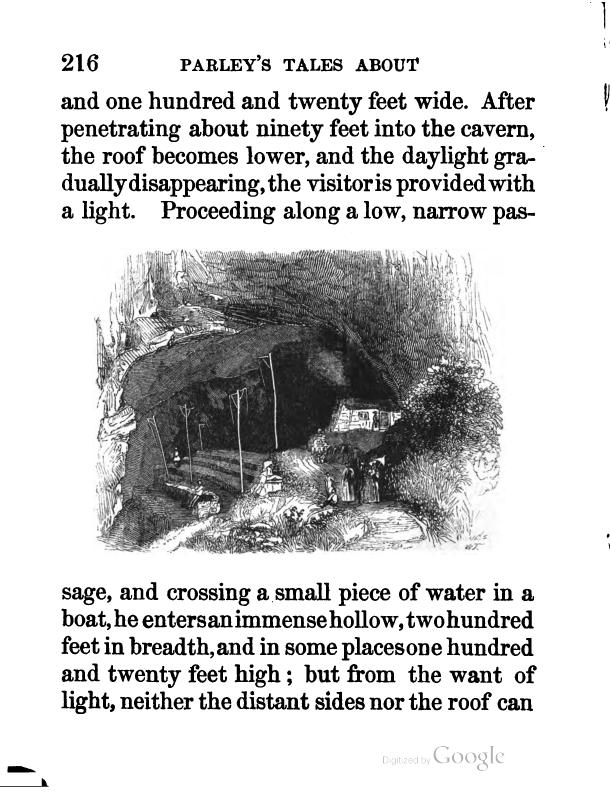 216 PARLEY'S TALES ABOUT
and one hundred and twenty feet wide. After
penetrating about ninety feet into the cavern,
the roof becomes lower, and the daylight gra-
dually disappearing, the visitor is provided with
a light. Proceeding along a low, narrow pas-
sage, and crossing a small piece of water in a
boat, he enters an immense hollow, two hundred
feet in breadth, and in some places one hundred
and twenty feet high; but from the want of
light, neither the distant sides nor the roof can
Digitized by Google